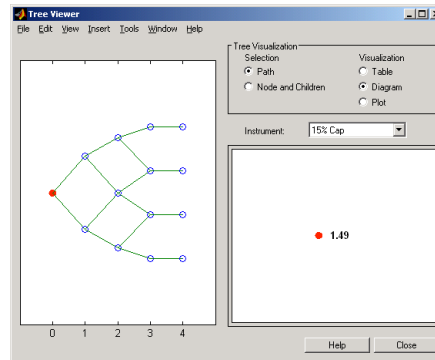 Tree Viewer
File Edit View Insert Tools Window Help
Tree Visualization
Selection
Visualization
Path
Table
Node and Children
Diagram
Plot
Instrument:
15% Cap
1.49
0 1 2 3 4
Help
Close